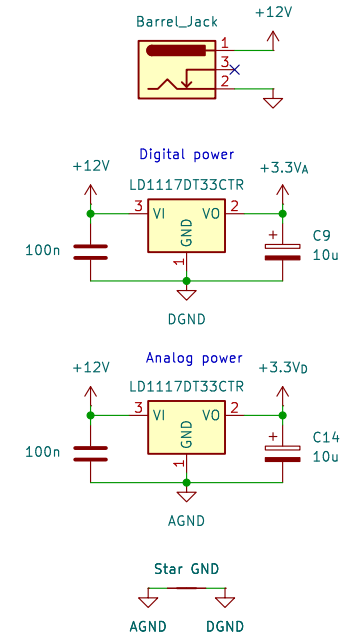 +12V
Barrel_Jack
1
3
2
Digital power
+12V
+3.3VA
LD1117DT33CTR
3 VI VO 2
GND
1
100n
+
C9
10u
DGND
Analog power
+12V
+3.3VD
LD1117DT33CTR
3 VI VO 2
GND
1
100n
+
C14
10u
AGND
Star GND
AGND DGND